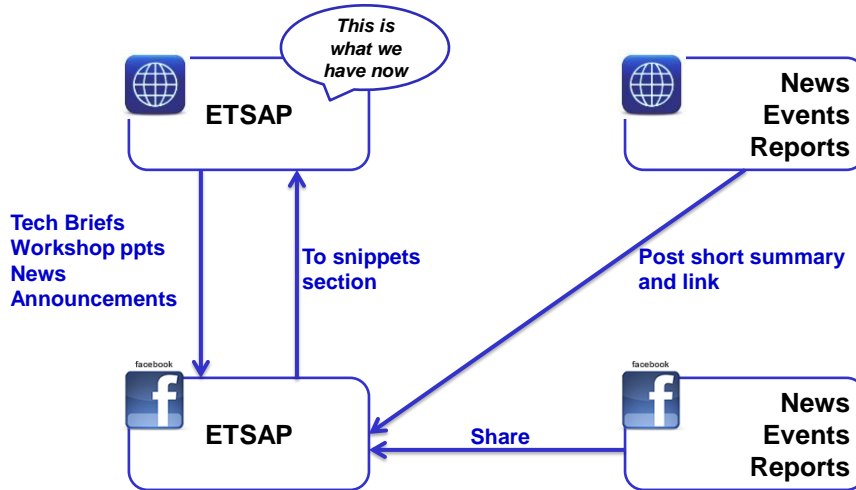 This is
what we
have now
ETSAP
News
Events
Reports
Tech Briefs
Workshop ppts
News
Announcements
To snippets
section
Post short summary
and link
facebook
f
ETSAP
Share
facebook
f
News
Events
Reports